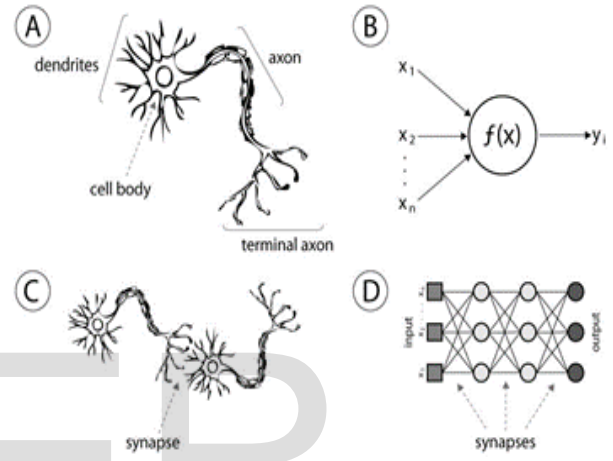 A
dendrites
axon
cell body
terminal axon
B
x1
x2
xn
f(x)
yi
C
synapse
D
input
output
synapses